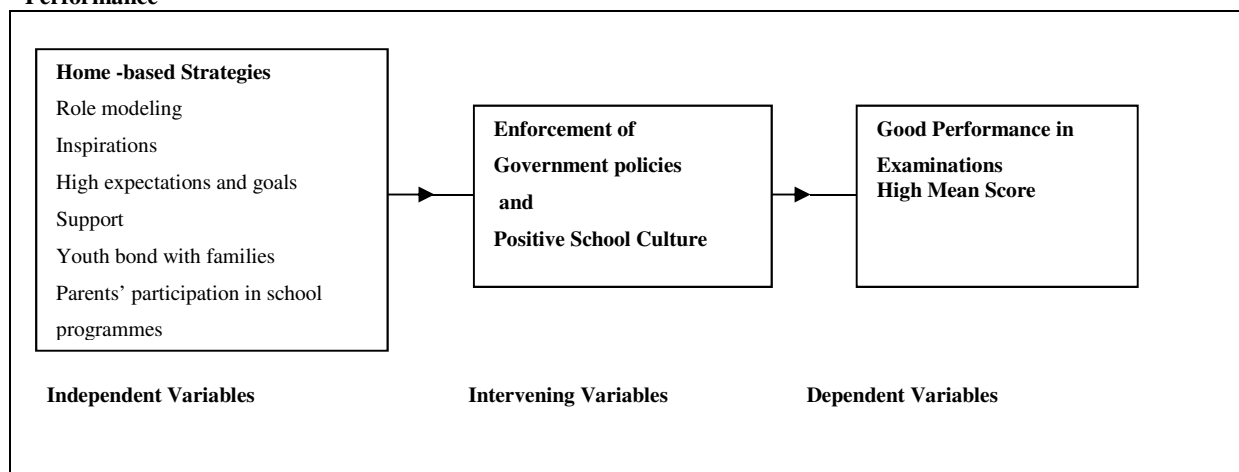 Performance
Home -based Strategies
Role modeling
Inspirations
High expectations and goals
Support
Youth bond with families
Parents’ participation in school
programmes
Enforcement of
Government policies
and
Positive School Culture
Good Performance in
Examinations
High Mean Score
Independent Variables
Intervening Variables
Dependent Variables